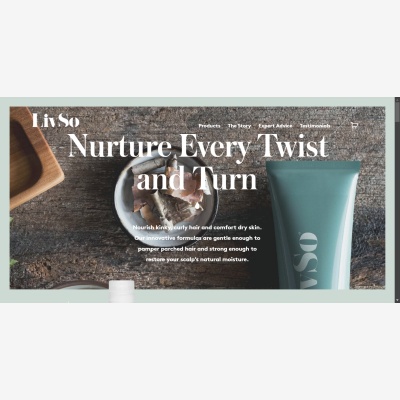 LivSo
Products The Story Expert Advice Testimonials
Nurture Every Twist
and Turn
Nourish kinky, curly hair and comfort dry skin.
Our innovative formulas are gentle enough to
pamper parched hair and strong enough to
restore your scalp's natural moisture.
LivSo